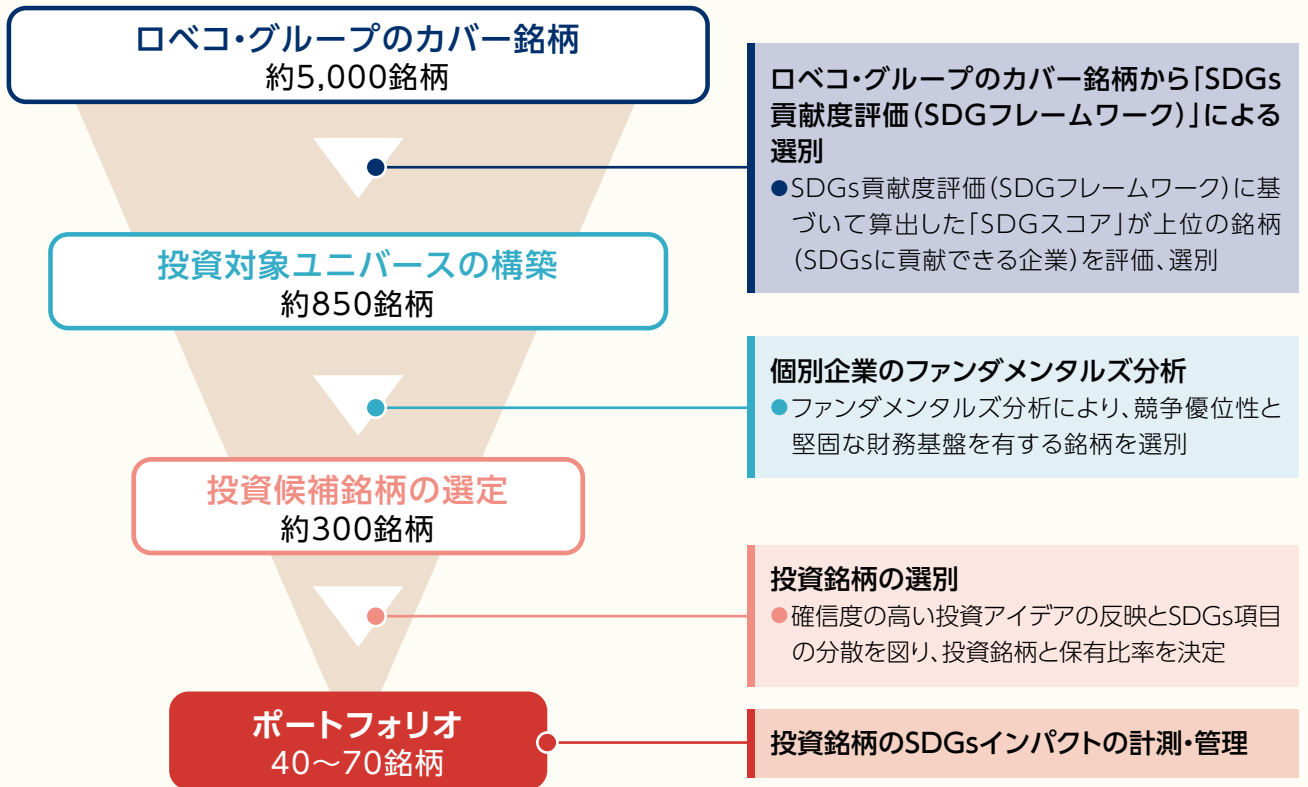 ロベコ・グループのカバー銘柄
約5,000銘柄
ロベコ・グループのカバー銘柄から「SDGs
貢献度評価(SDGフレームワーク)」による
選別
●SDGs貢献度評価(SDGフレームワーク)に基
づいて算出した「SDGスコア」が上位の銘柄
(SDGsに貢献できる企業)を評価、選別
投資対象ユニバースの構築
約850銘柄
個別企業のファンダメンタルズ分析
●ファンダメンタルズ分析により、競争優位性と
堅固な財務基盤を有する銘柄を選別
投資候補銘柄の選定
約300銘柄
投資銘柄の選別
●確信度の高い投資アイデアの反映とSDGs項目
の分散を図り、投資銘柄と保有比率を決定
ポートフォリオ
40〜70銘柄
投資銘柄のSDGsインパクトの計測・管理